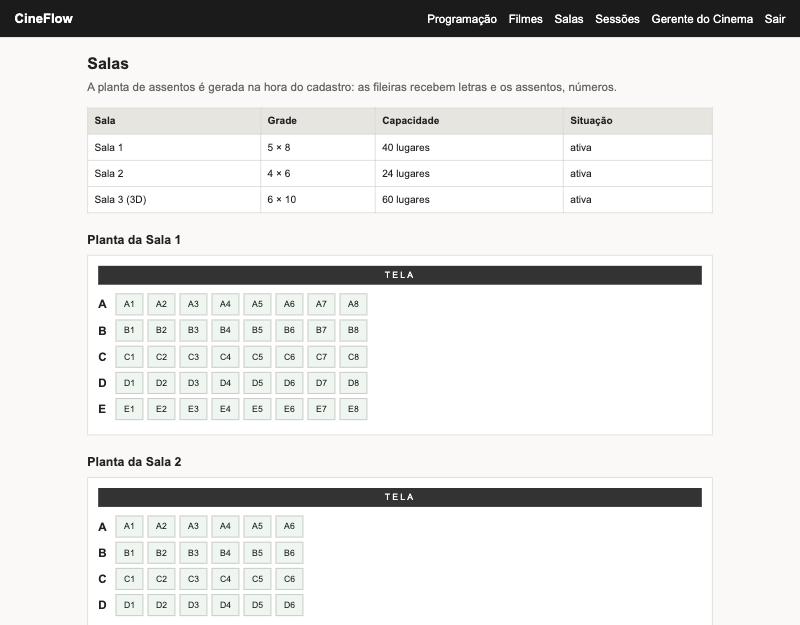 CineFlow Programação Filmes Salas Sessões Gerente do Cinema Sair
Salas
A planta de assentos é gerada na hora do cadastro: as fileiras recebem letras e os assentos, números.
Sala Grade Capacidade Situação
Sala 1 5 × 8 40 lugares ativa
Sala 2 4 × 6 24 lugares ativa
Sala 3 (3D) 6 × 10 60 lugares ativa
Planta da Sala 1
TELA
A A1 A2 A3 A4 A5 A6 A7 A8
B B1 B2 B3 B4 B5 B6 B7 B8
C C1 C2 C3 C4 C5 C6 C7 C8
D D1 D2 D3 D4 D5 D6 D7 D8
E E1 E2 E3 E4 E5 E6 E7 E8
Planta da Sala 2
TELA
A A1 A2 A3 A4 A5 A6
B B1 B2 B3 B4 B5 B6
C C1 C2 C3 C4 C5 C6
D D1 D2 D3 D4 D5 D6